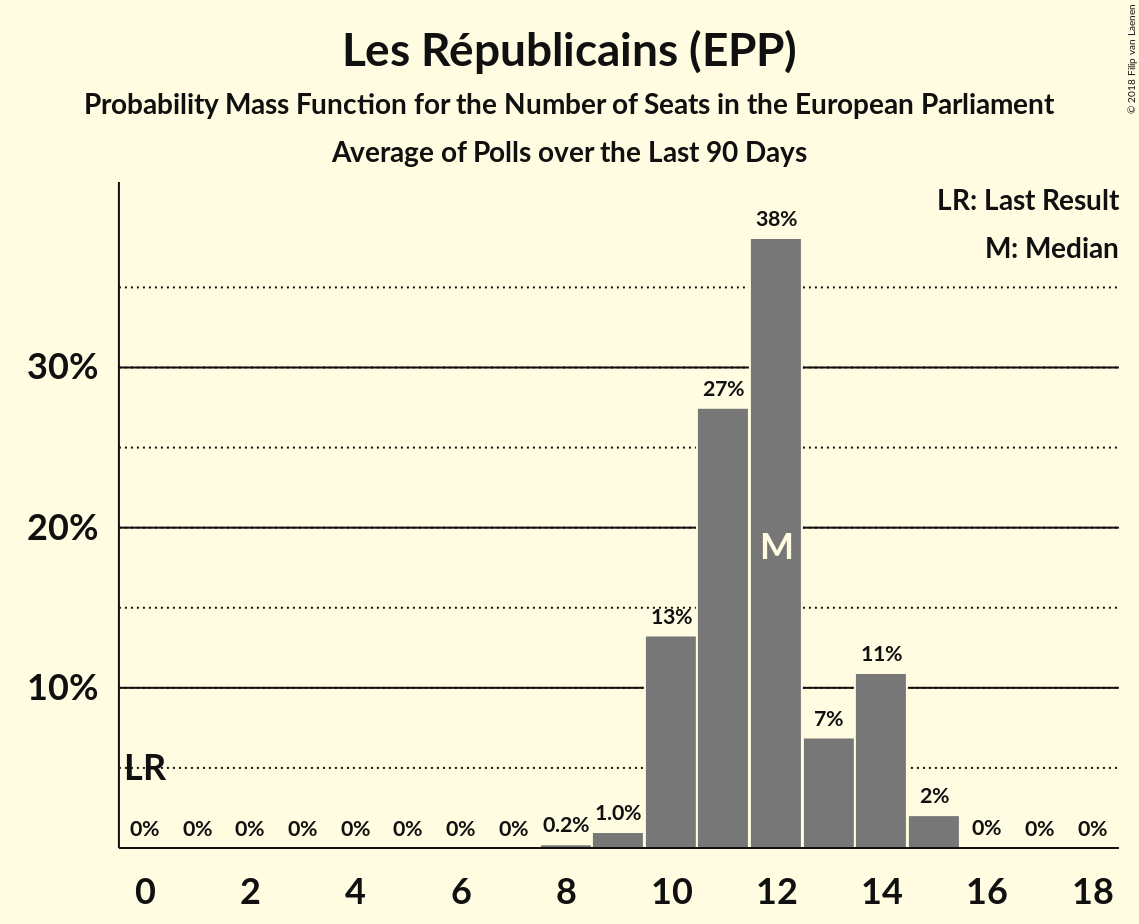 Les Républicains (EPP)
Probability Mass Function for the Number of Seats in the European Parliament
Average of Polls over the Last 90 Days
© 2018 Filip van Laenen
LR: Last Result
M: Median
38%
30%
27%
20%
M
13%
11%
10%
7%
LR
2%
0% 0% 0% 0% 0% 0% 0% 0% 0.2% 1.0% 0% 0% 0%
0 2 4 6 8 10 12 14 16 18